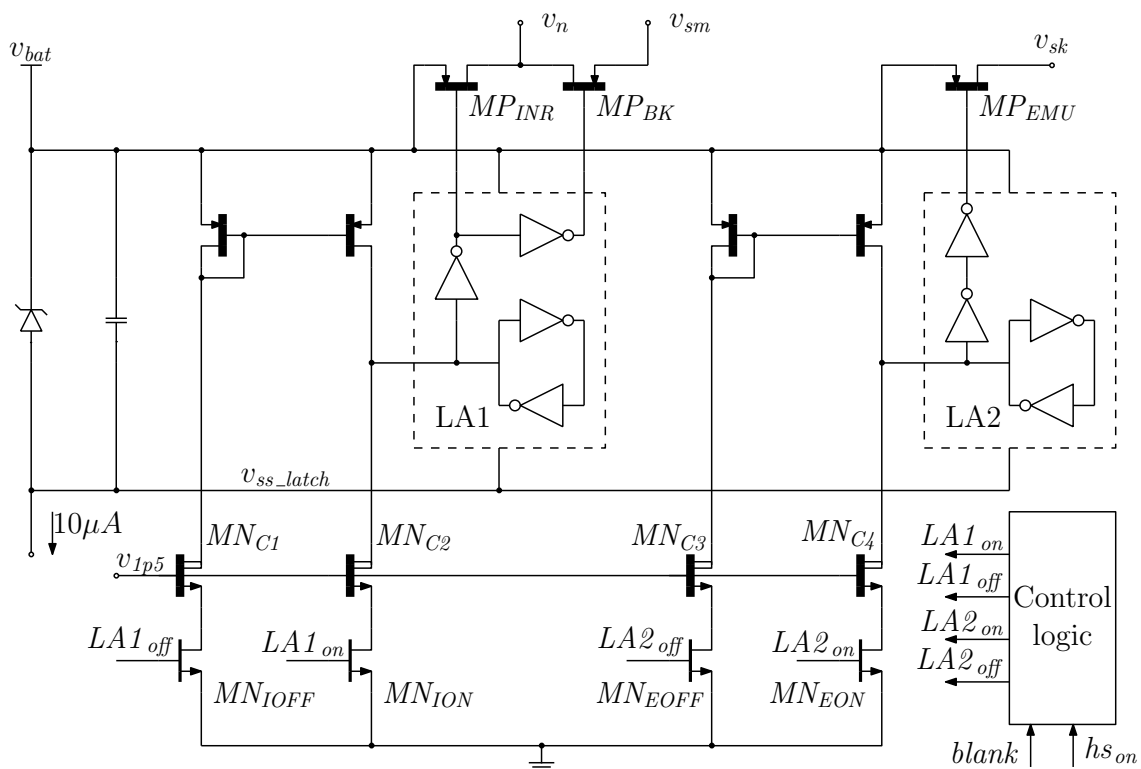 v_n v_sm
v_bat v_sk
MP_INR MP_BK MP_EMU
LA1 LA2
v_ss_latch
10μA
MN_C1 MN_C2 MN_C3 MN_C4
v_1p5
LA1_on
LA1_off
LA2_on
LA2_off
Control
logic
LA1_off LA1_on LA2_off LA2_on
MN_IOFF MN_ION MN_EOFF MN_EON
blank hs_on